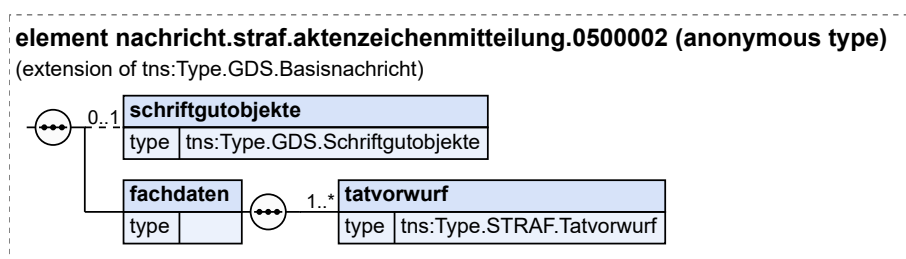 element nachricht.straf.aktenzeichenmitteilung.0500002 (anonymous type)
(extension of tns:Type.GDS.Basisnachricht)
0..1 schriftgutobjekte
type tns:Type.GDS.Schriftgutobjekte
fachdaten 1..* tatvorwurf
type type tns:Type.STRAF.Tatvorwurf